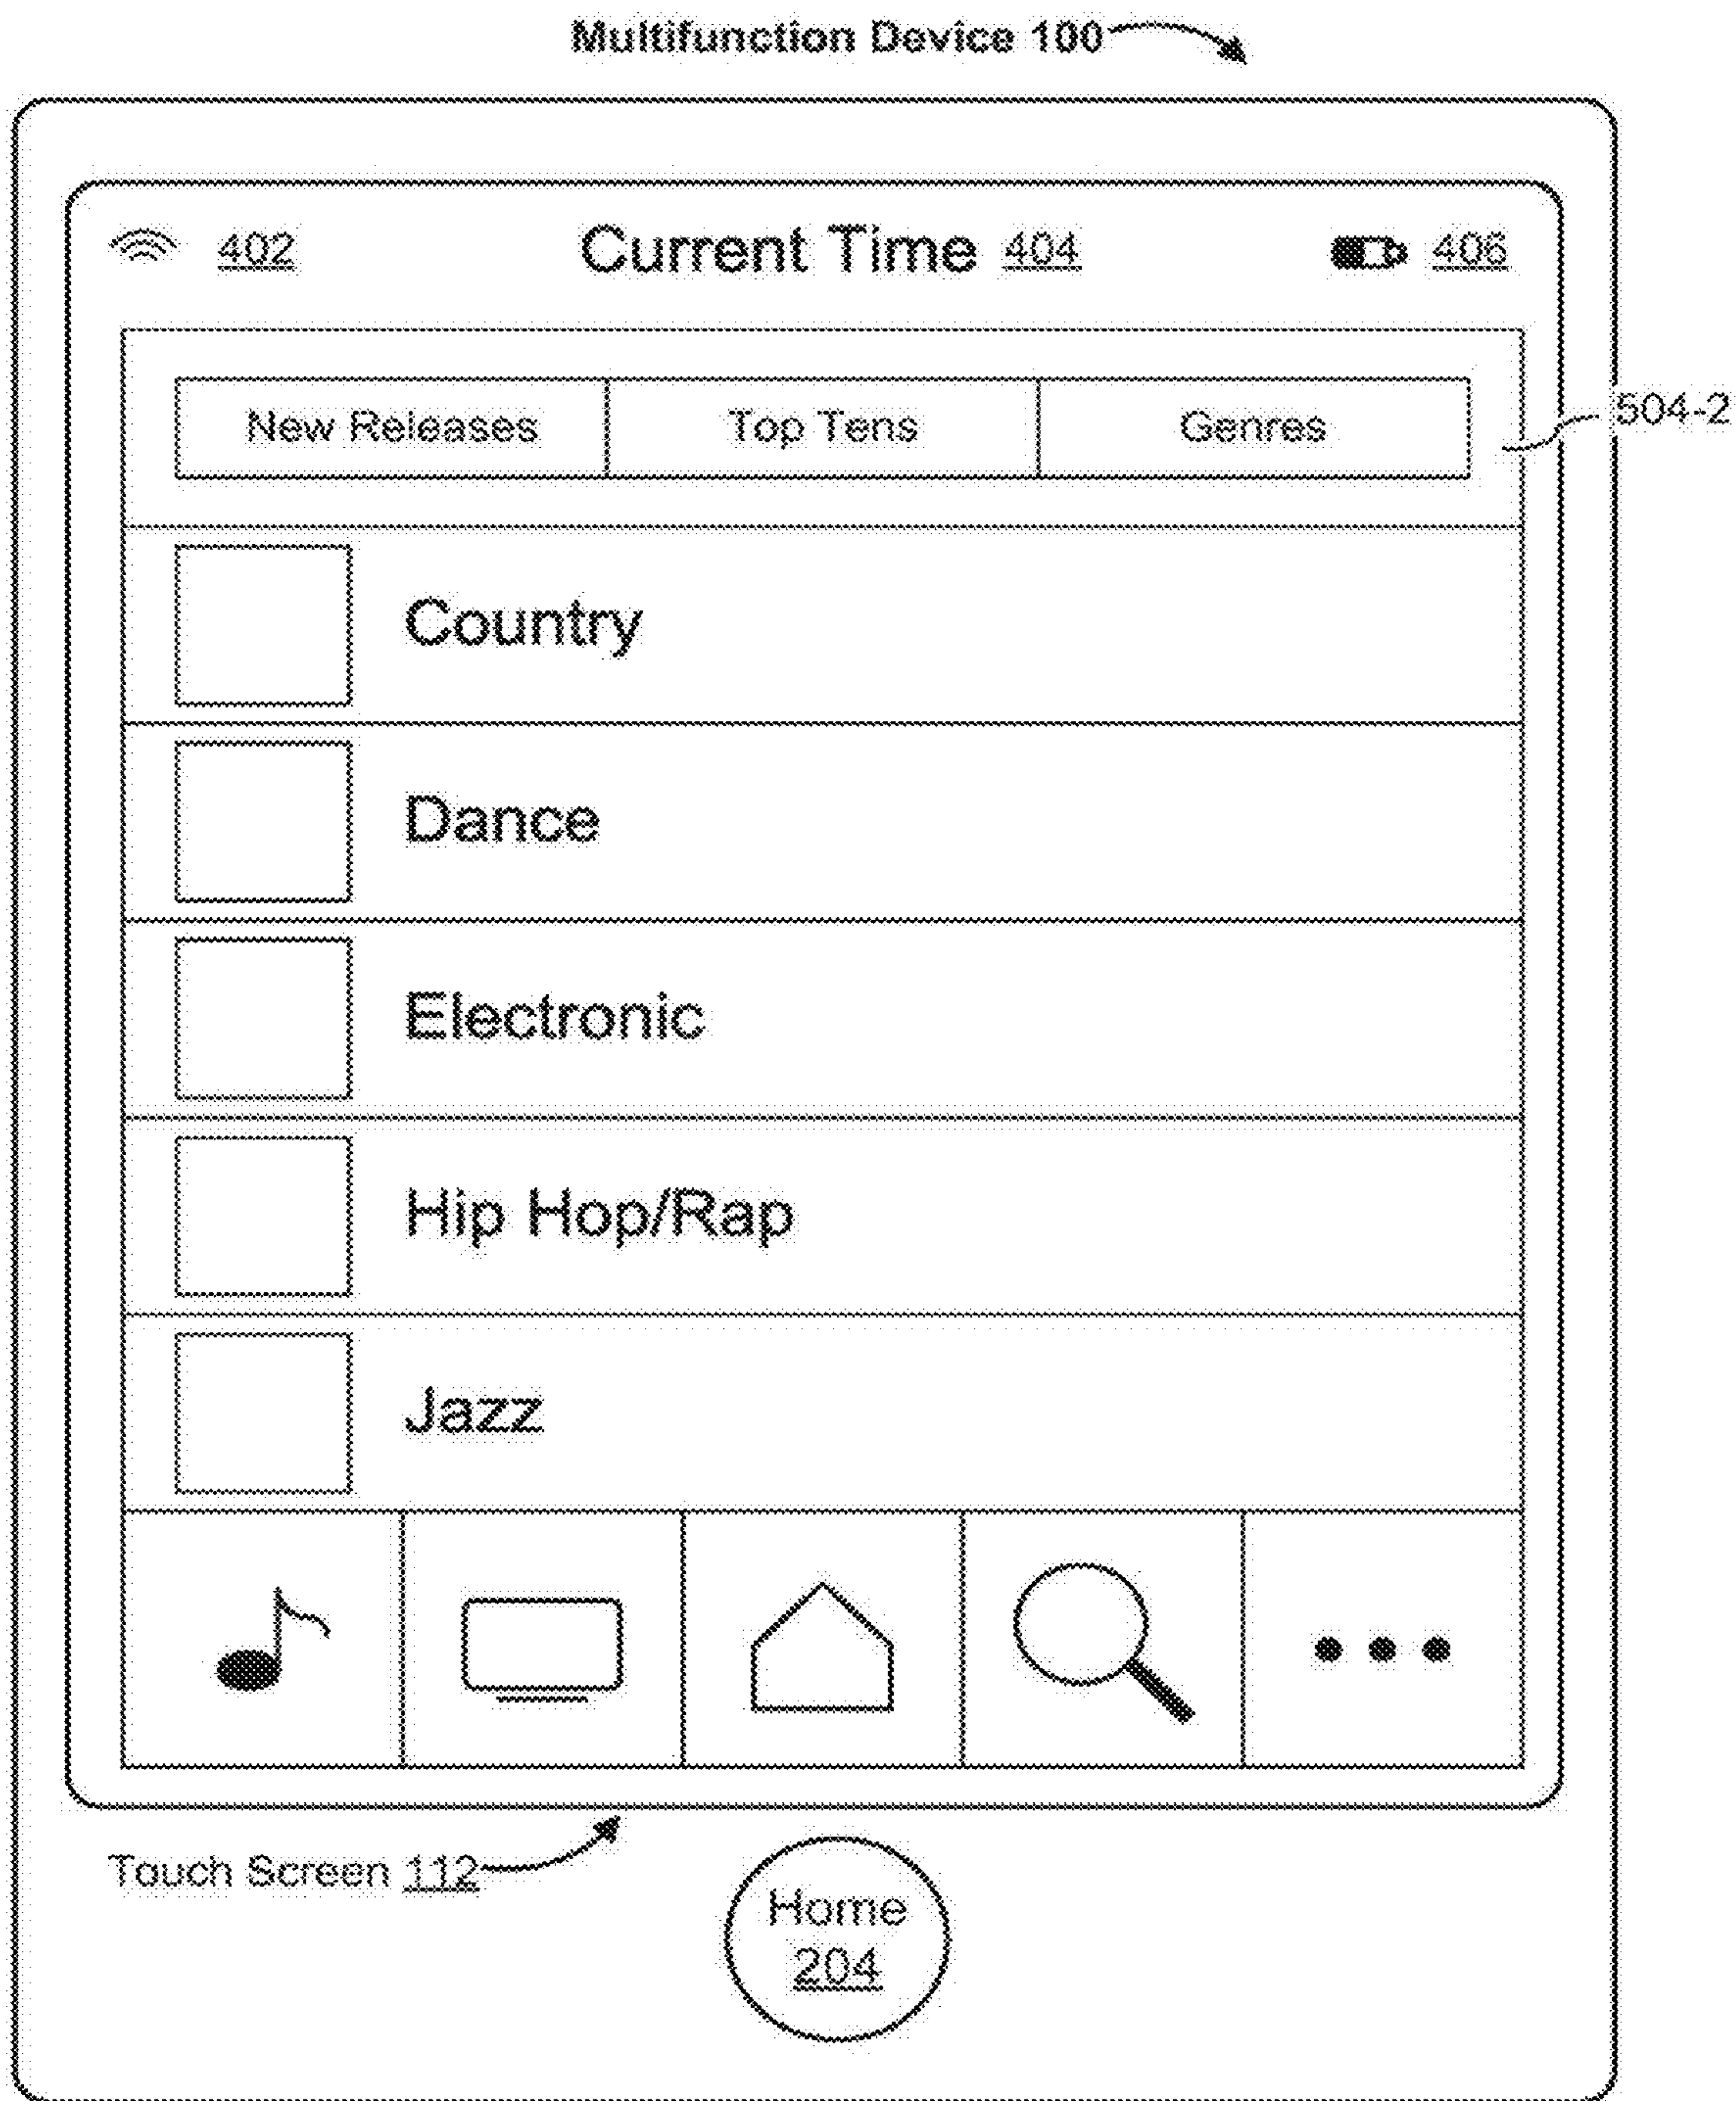 Multifunction Device 100
402 Current Time 404 406
New Releases Top Tens Genres
504-2
Country
Dance
Electronic
Hip Hop/Rap
Jazz
Touch Screen 112
Home
204